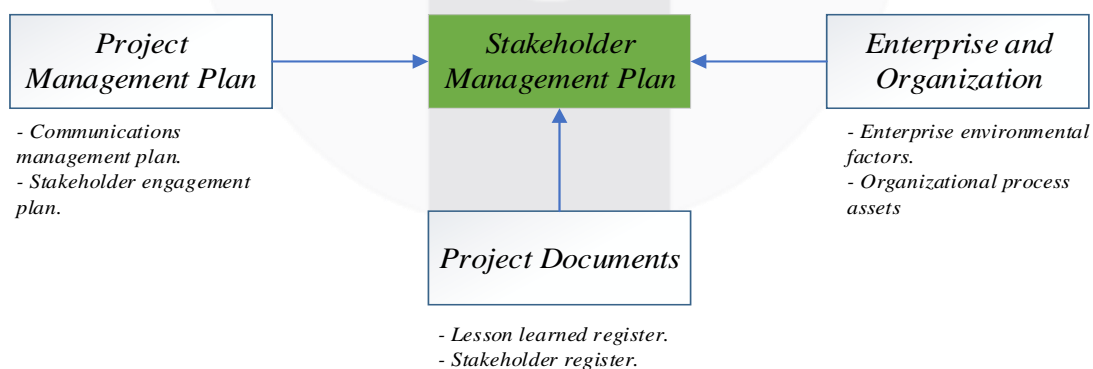 Project
Management Plan
Stakeholder
Management Plan
Enterprise and
Organization
- Communications
management plan.
- Stakeholder engagement
plan.
- Enterprise environmental
factors.
- Organizational process
assets
Project Documents
- Lesson learned register.
- Stakeholder register.